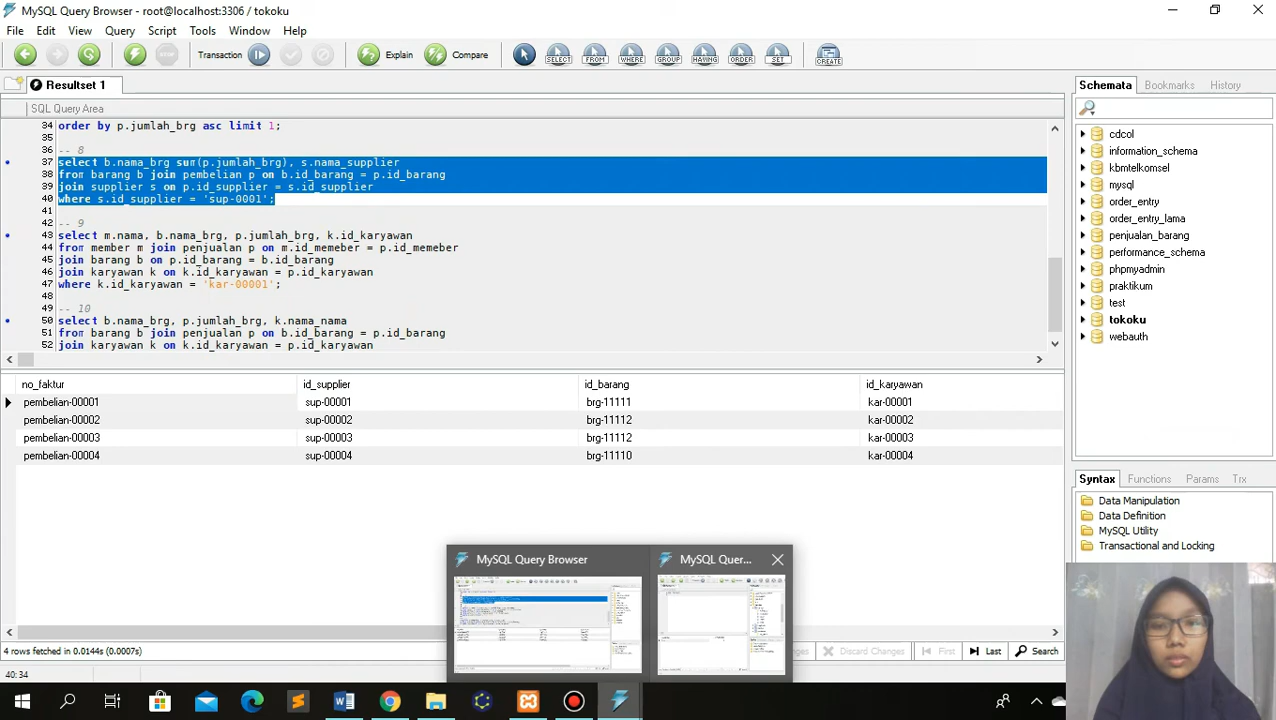 MySQL Query Browser - root@localhost:3306 / tokoku
File Edit View Query Script Tools Window Help
Transaction Explain Compare SELECT FROM WHERE GROUP HAVING ORDER SET CREATE
Resultset 1
SQL Query Area
34 order by p.jumlah_brg asc limit 1;
35
36 -- 8
37 select b.nama_brg sum(p.jumlah_brg), s.nama_supplier
38 from barang b join pembelian p on b.id_barang = p.id_barang
39 join supplier s on p.id_supplier = s.id_supplier
40 where s.id_supplier = 'sup-0001';
41
42 -- 9
43 select m.nama, b.nama_brg, p.jumlah_brg, k.id_karyawan
44 from member m join penjualan p on m.id_memeber = p.id_memeber
45 join barang b on p.id_barang = b.id_barang
46 join karyawan k on k.id_karyawan = p.id_karyawan
47 where k.id_karyawan = 'kar-00001';
48
49 -- 10
50 select b.nama_brg, p.jumlah_brg, k.nama_nama
51 from barang b join penjualan p on b.id_barang = p.id_barang
52 join karyawan k on k.id_karyawan = p.id_karyawan
no_faktur id_supplier id_barang id_karyawan
pembelian-00001 sup-00001 brg-11111 kar-00001
pembelian-00002 sup-00002 brg-11112 kar-00002
pembelian-00003 sup-00003 brg-11112 kar-00003
pembelian-00004 sup-00004 brg-11110 kar-00004
4 rows fetched in 0.0144s (0.0007s)
Discard Changes First Last Search
40:34
MySQL Query Browser
MySQL Quer...
Schemata Bookmarks History
cdcol
information_schema
kbmtelkomsel
mysql
order_entry
order_entry_lama
penjualan_barang
performance_schema
phpmyadmin
praktikum
test
tokoku
webauth
Syntax Functions Params Trx
Data Manipulation
Data Definition
MySQL Utility
Transactional and Locking